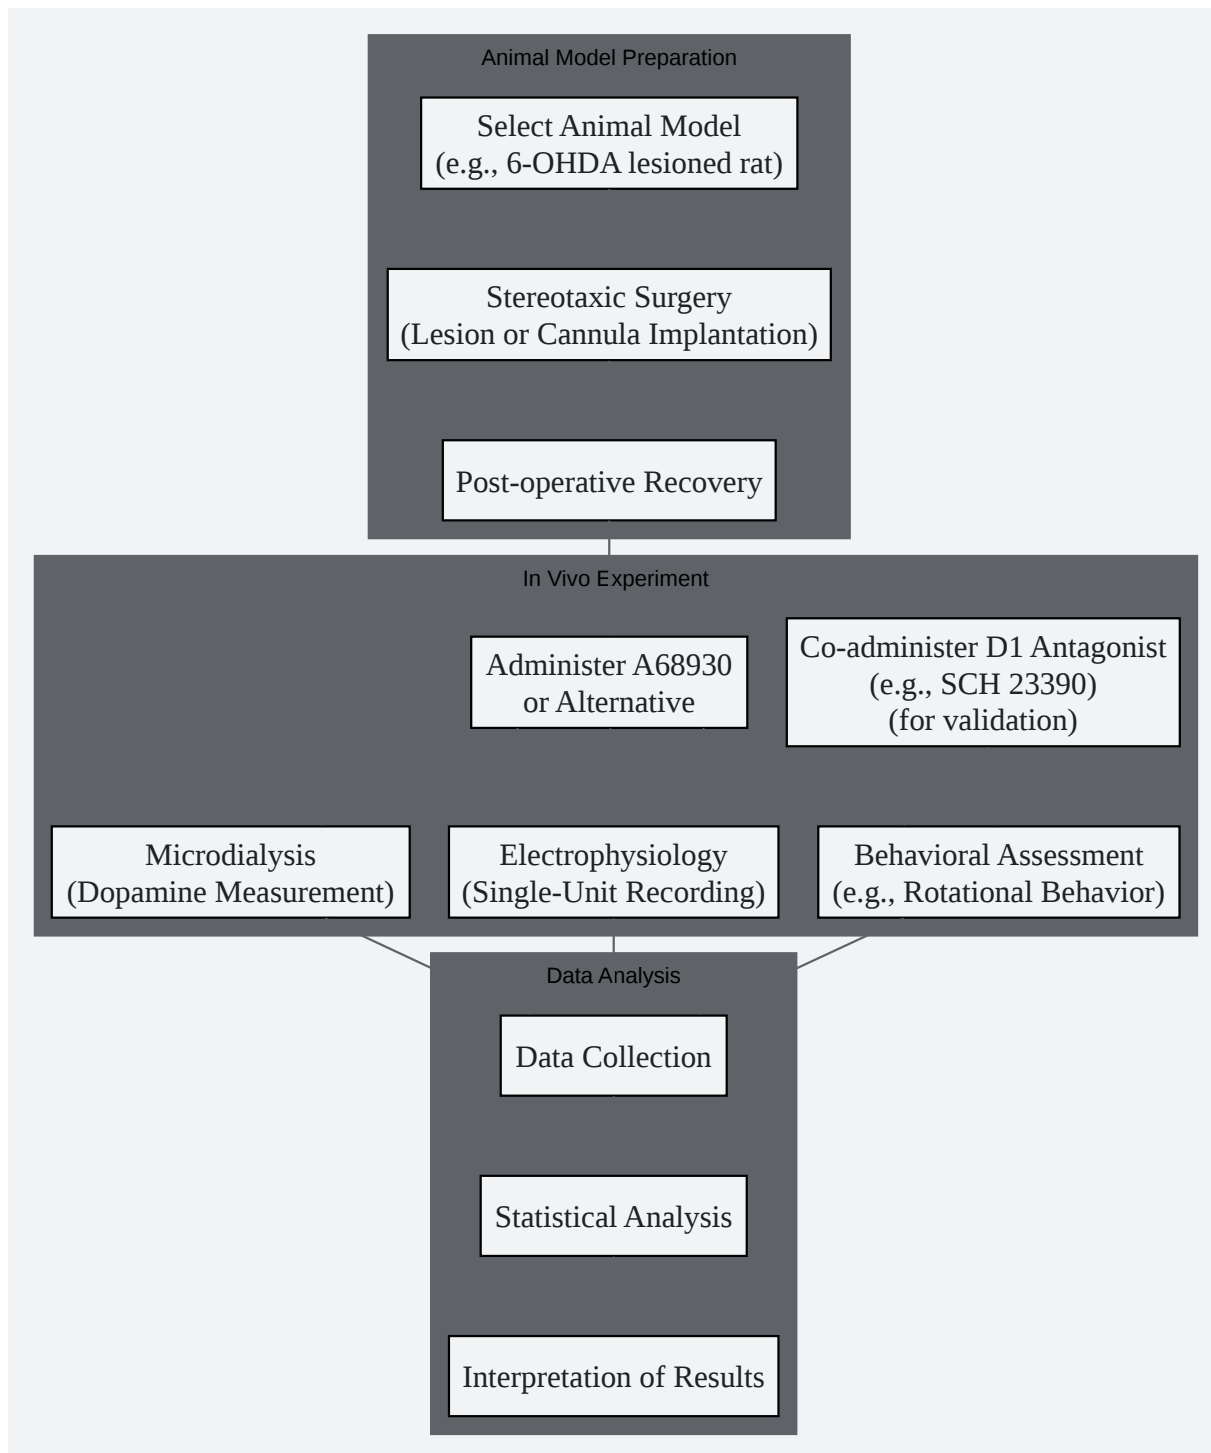 Animal Model Preparation
Select Animal Model
(e.g., 6-OHDA lesioned rat)
Stereotaxic Surgery
(Lesion or Cannula Implantation)
Post-operative Recovery
In Vivo Experiment
Administer A68930
or Alternative
Co-administer D1 Antagonist
(e.g., SCH 23390)
(for validation)
Microdialysis
(Dopamine Measurement)
Electrophysiology
(Single-Unit Recording)
Behavioral Assessment
(e.g., Rotational Behavior)
Data Analysis
Data Collection
Statistical Analysis
Interpretation of Results